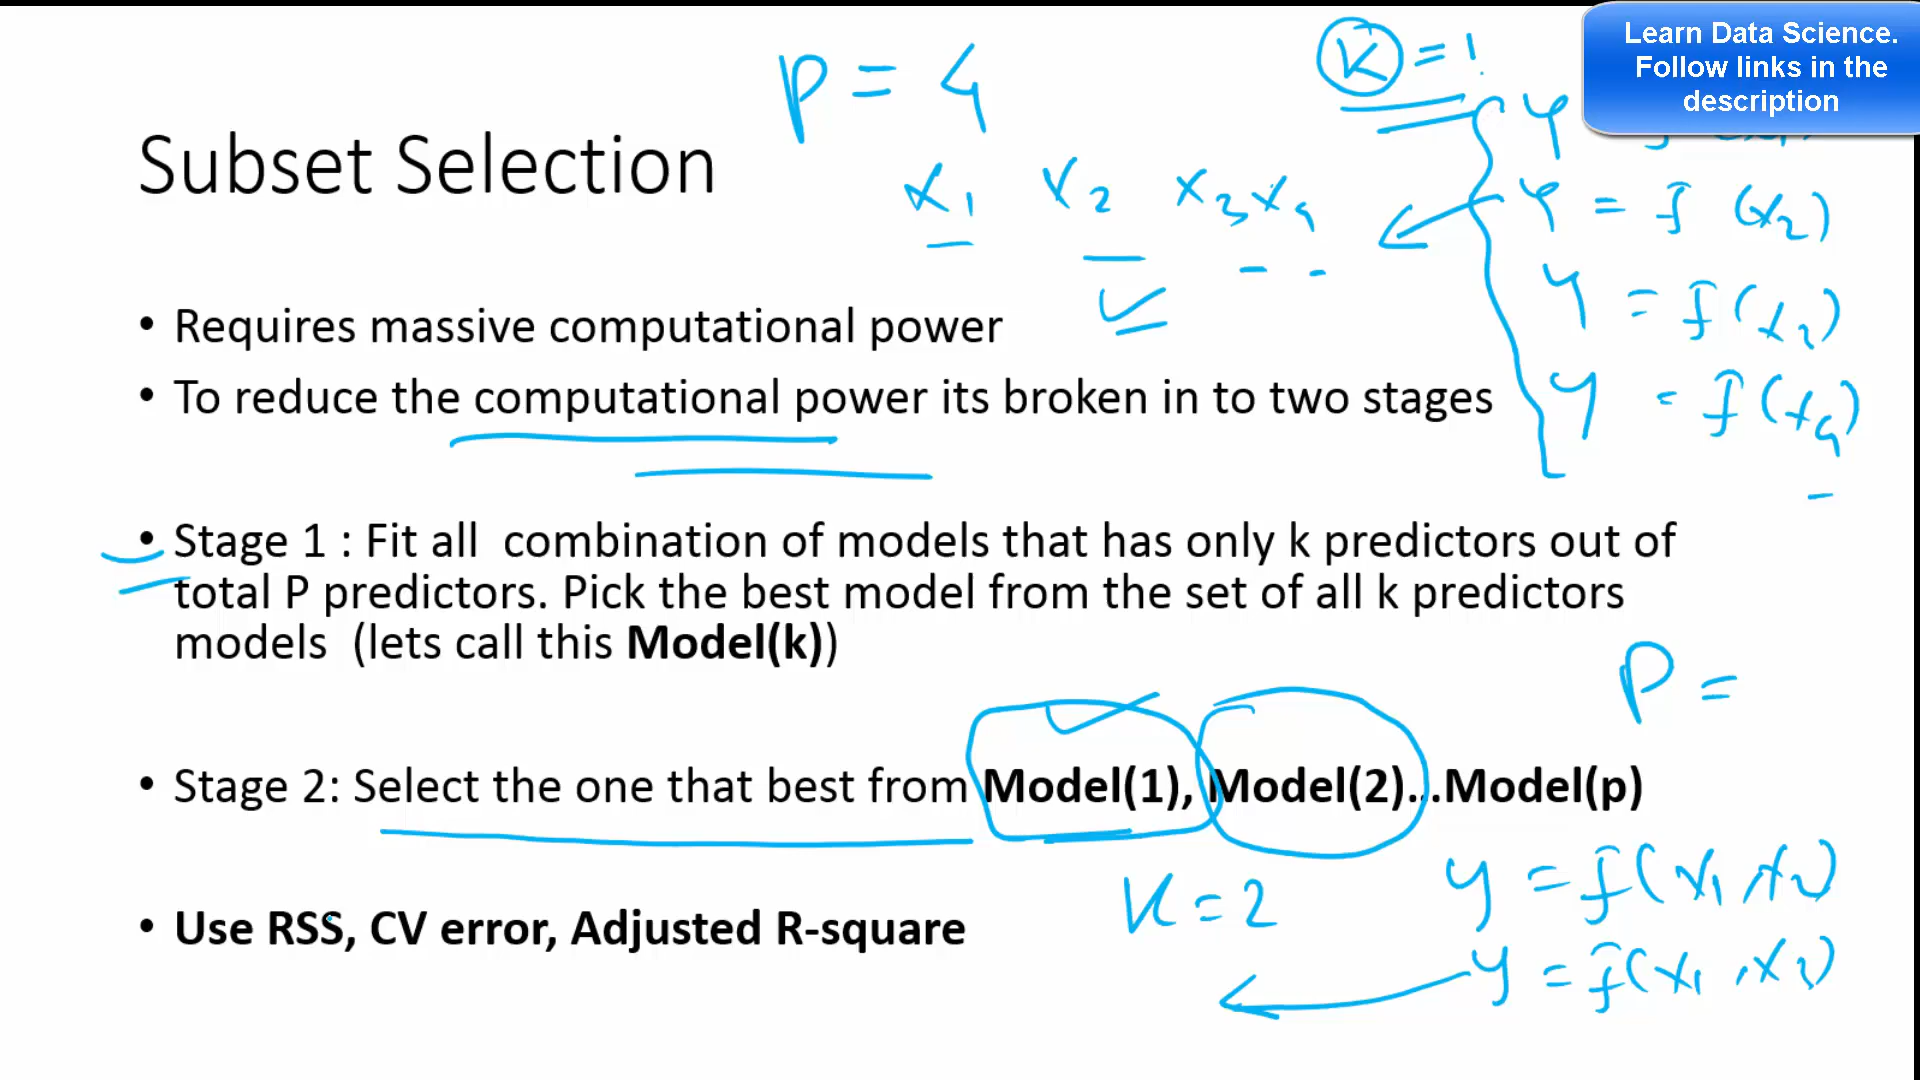 Learn Data Science.
Follow links in the
description
P = 4
k = 1
Subset Selection
x1 x2 x3 x4
y
y = f (x2)
y = f(x2)
y = f(x4)
• Requires massive computational power
• To reduce the computational power its broken in to two stages
• Stage 1 : Fit all combination of models that has only k predictors out of
total P predictors. Pick the best model from the set of all k predictors
models (lets call this Model(k))
P =
• Stage 2: Select the one that best from Model(1), Model(2)...Model(p)
K = 2
y = f(x1, x2)
• Use RSS, CV error, Adjusted R-square
y = f(x1, x